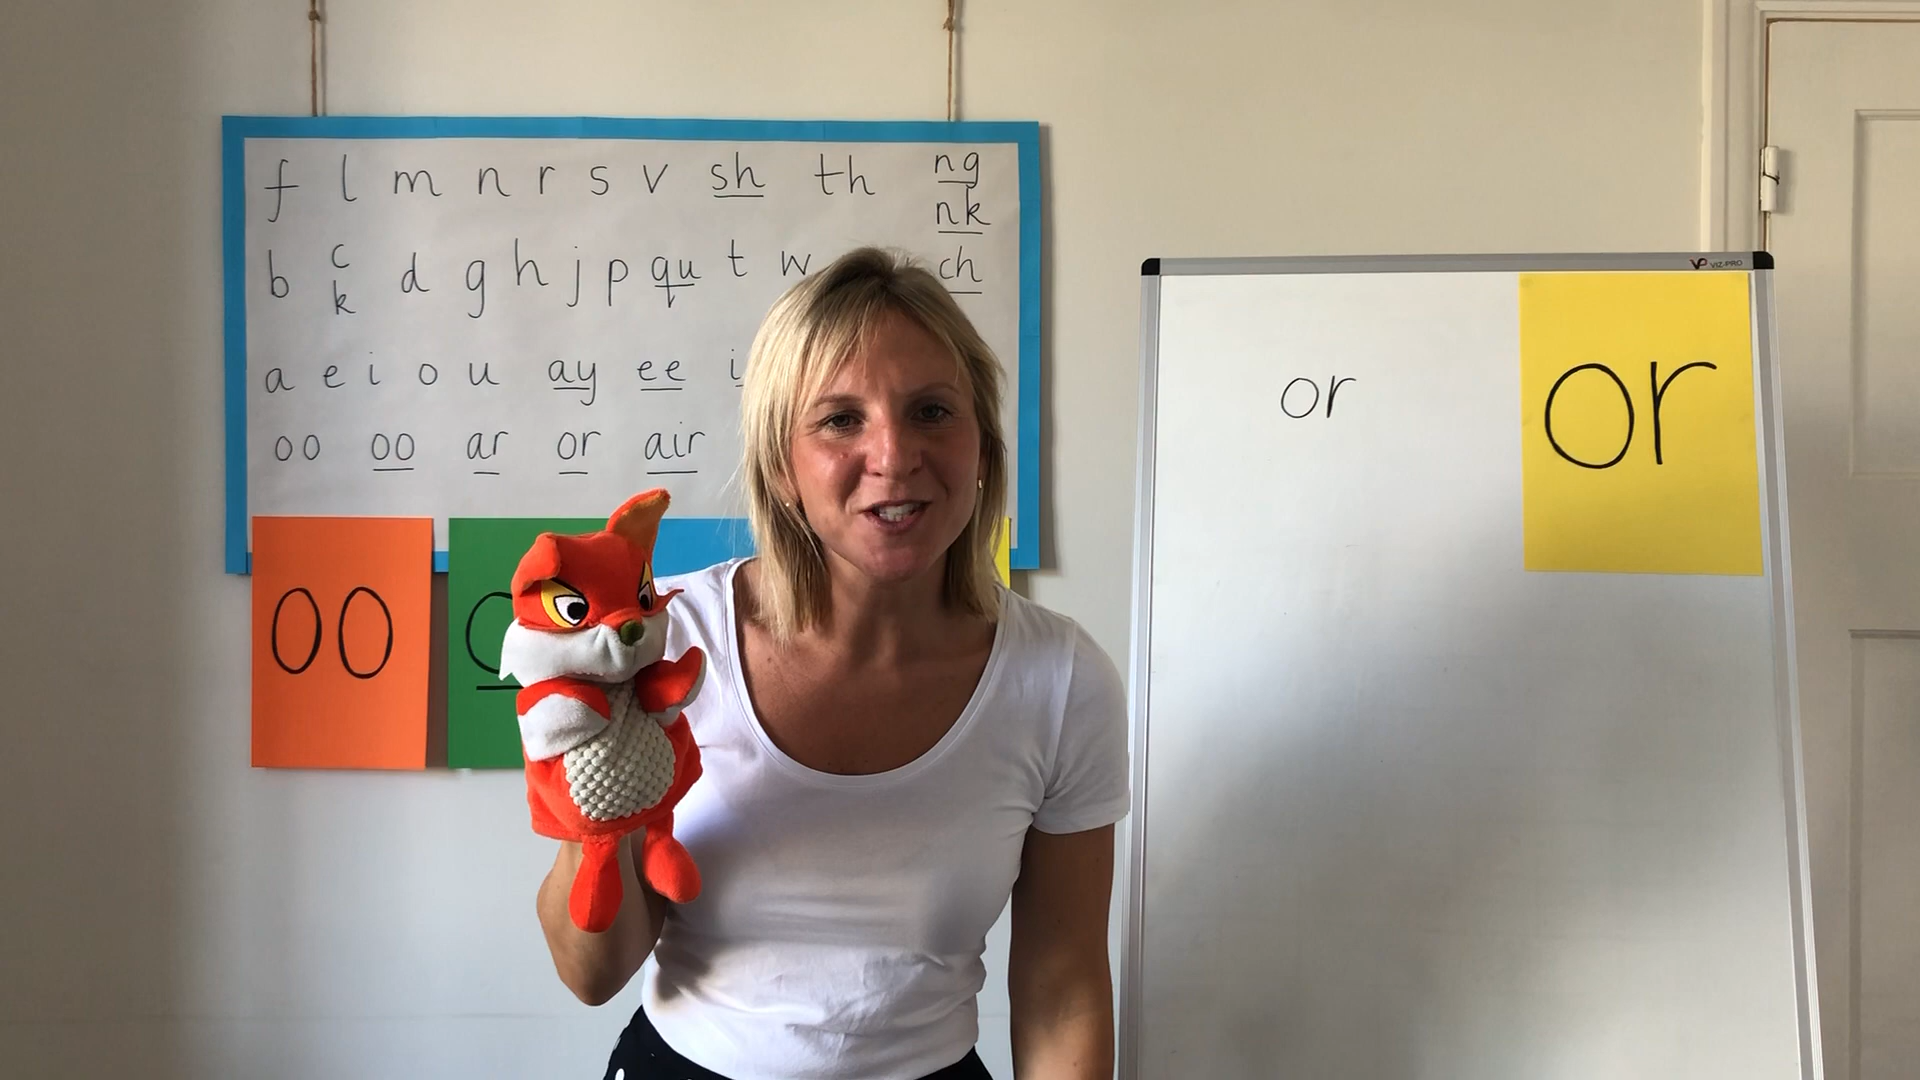 f l m n r s v sh th ng
nk
b c d g h j p qu t w ch
k
a e i o u ay ee
oo oo ar or air
oo
or
or
VIZ-PRO